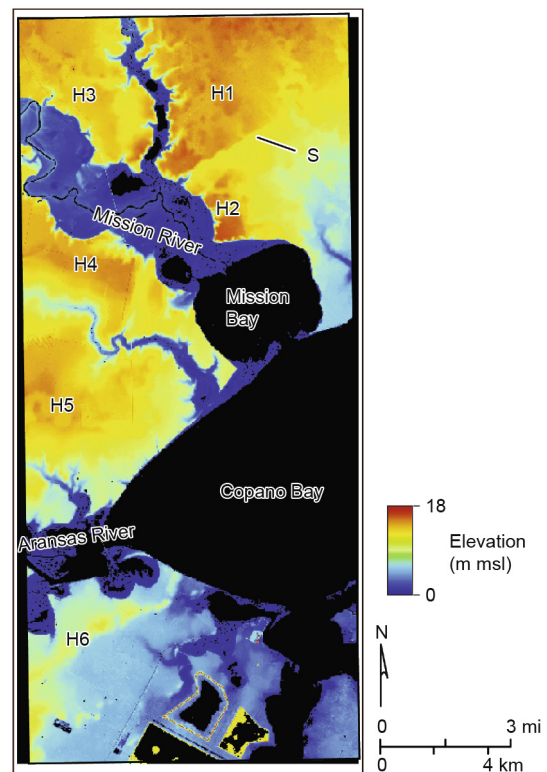 H3
H1
S
H2
Mission River
H4
Mission
Bay
H5
Copano Bay
18
Elevation
(m msl)
0
Aransas River
H6
N
0 3 mi
0 4 km